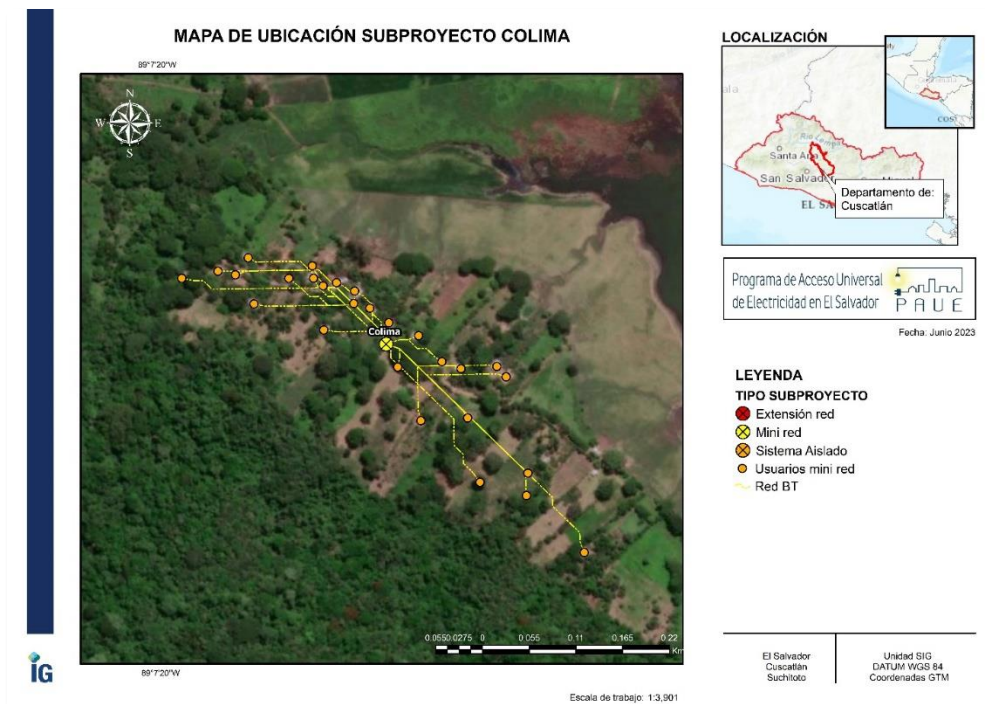 MAPA DE UBICACIÓN SUBPROYECTO COLIMA
89°7'20"W
N
W
E
S
Colima
0.0550.0275 0 0.055 0.11 0.165 0.22
Km
89°7'20"W
Escala de trabajo: 1:3,901
LOCALIZACIÓN
Santa Ana
San Salvador
EL SA
Departamento de:
Cuscatlán
Programa de Acceso Universal
de Electricidad en El Salvador
PAUE
Fecha: Junio 2023
LEYENDA
TIPO SUBPROYECTO
Extensión red
Mini red
Sistema Aislado
Usuarios mini red
Red BT
El Salvador
Cuscatlán
Suchitoto
Unidad SIG
DATUM WGS 84
Coordenadas GTM
iG